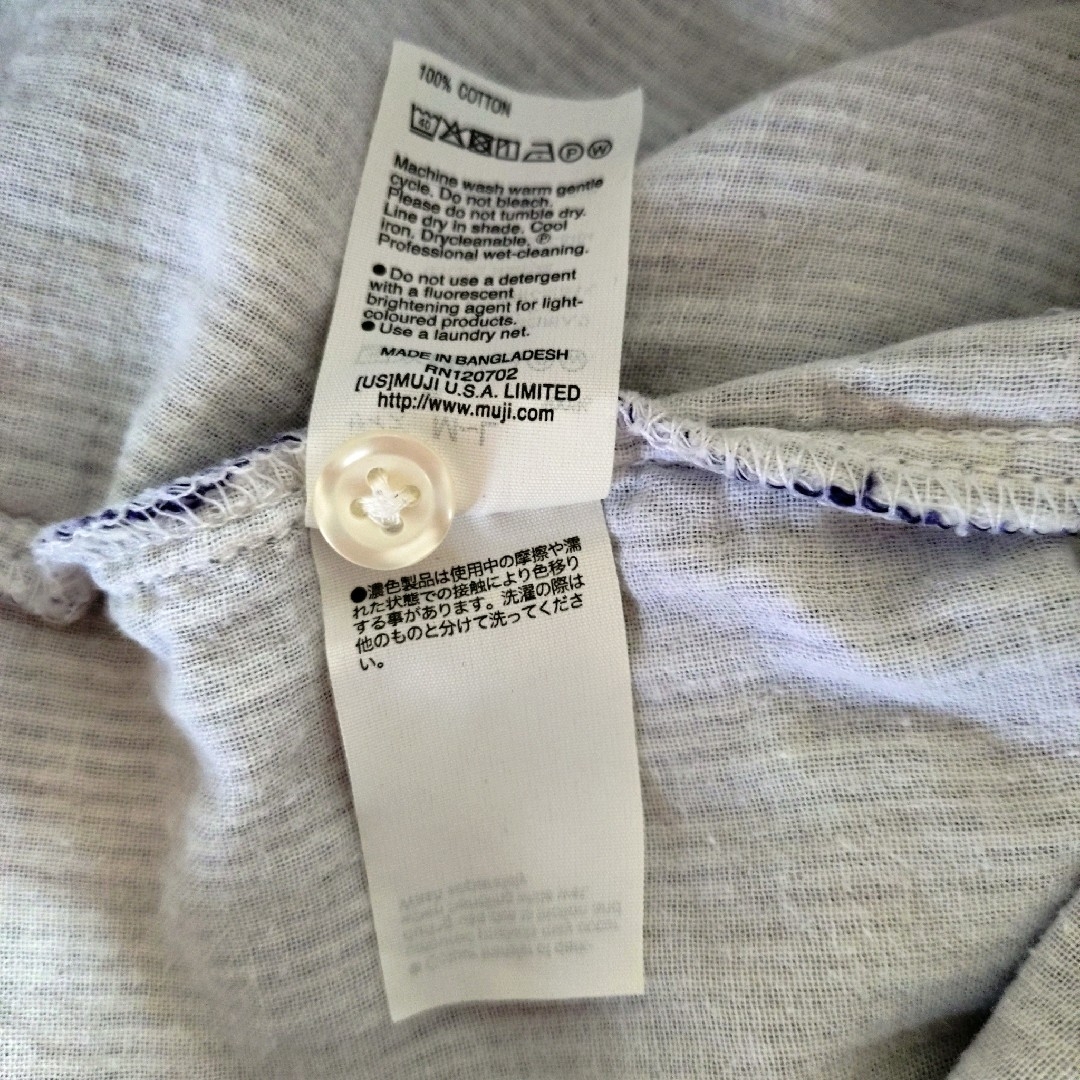 100% COTTON
40
P W
Machine wash warm gentle
cycle. Do not bleach.
Please do not tumble dry.
Line dry in shade. Cool
iron. Drycleanable. Ⓟ
Professional wet-cleaning.
●Do not use a detergent
with a fluorescent
brightening agent for light-
coloured products.
●Use a laundry net.
MADE IN BANGLADESH
RN120702
[US]MUJI U.S.A. LIMITED
http://www.muji.com
●濃色製品は使用中の摩擦や濡
れた状態での接触により色移り
する事があります。洗濯の際は
他のものと分けて洗ってくださ
い。